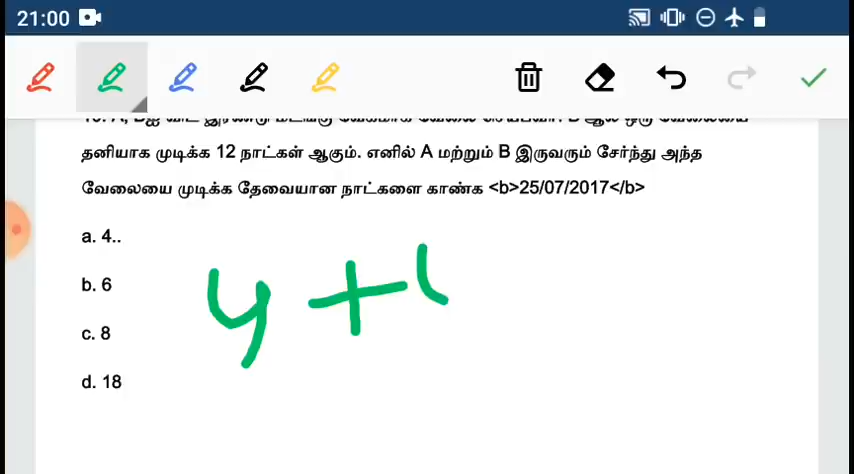 21:00
தனியாக முடிக்க 12 நாட்கள் ஆகும். எனில் A மற்றும் B இருவரும் சேர்ந்து அந்த
வேலையை முடிக்க தேவையான நாட்களை காண்க <b>25/07/2017</b>
a. 4..
b. 6
c. 8
d. 18
y +